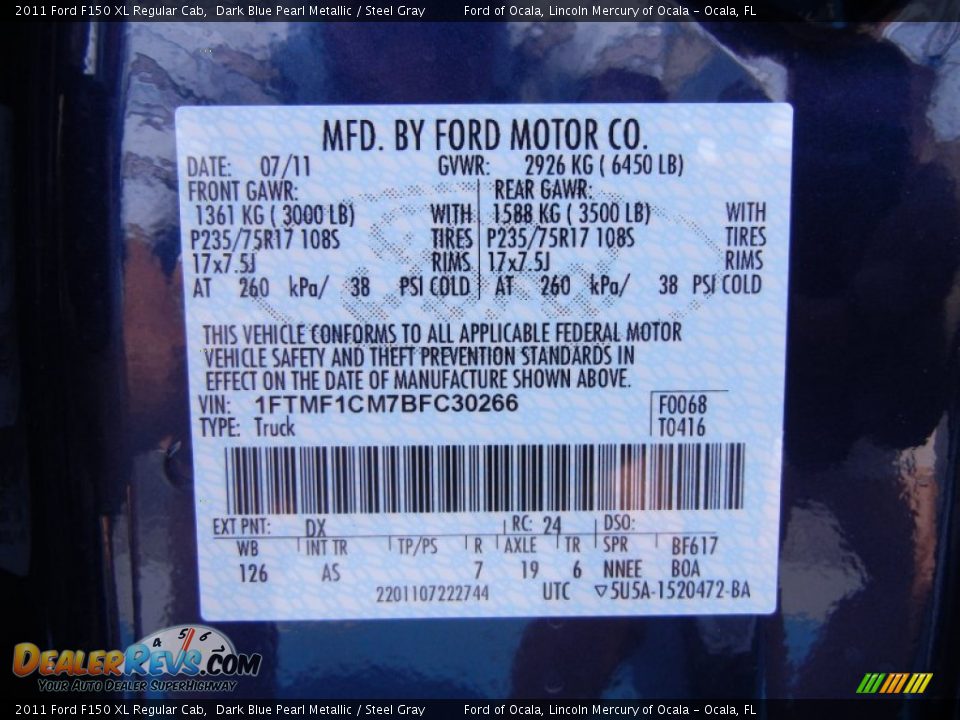 2011 Ford F150 XL Regular Cab, Dark Blue Pearl Metallic / Steel Gray Ford of Ocala, Lincoln Mercury of Ocala - Ocala, FL
MFD. BY FORD MOTOR CO.
DATE: 07/11 GVWR: 2926 KG ( 6450 LB)
FRONT GAWR: REAR GAWR:
1361 KG ( 3000 LB) WITH 1588 KG ( 3500 LB) WITH
P235/75R17 108S TIRES P235/75R17 108S TIRES
17x7.5J RIMS 17x7.5J RIMS
AT 260 kPa/ 38 PSI COLD AT 260 kPa/ 38 PSI COLD
THIS VEHICLE CONFORMS TO ALL APPLICABLE FEDERAL MOTOR
VEHICLE SAFETY AND THEFT PREVENTION STANDARDS IN
EFFECT ON THE DATE OF MANUFACTURE SHOWN ABOVE.
VIN: 1FTMF1CM7BFC30266 F0068
TYPE: Truck T0416
EXT PNT: DX RC: 24 DSO:
WB INT TR TP/PS R AXLE TR SPR BF617
126 AS 7 19 6 NNEE BOA
2201107222744 UTC ▽5U5A-1520472-BA
4 5 6
DEALERREVS.COM
YOUR AUTO DEALER SUPERHIGHWAY
2011 Ford F150 XL Regular Cab, Dark Blue Pearl Metallic / Steel Gray Ford of Ocala, Lincoln Mercury of Ocala - Ocala, FL